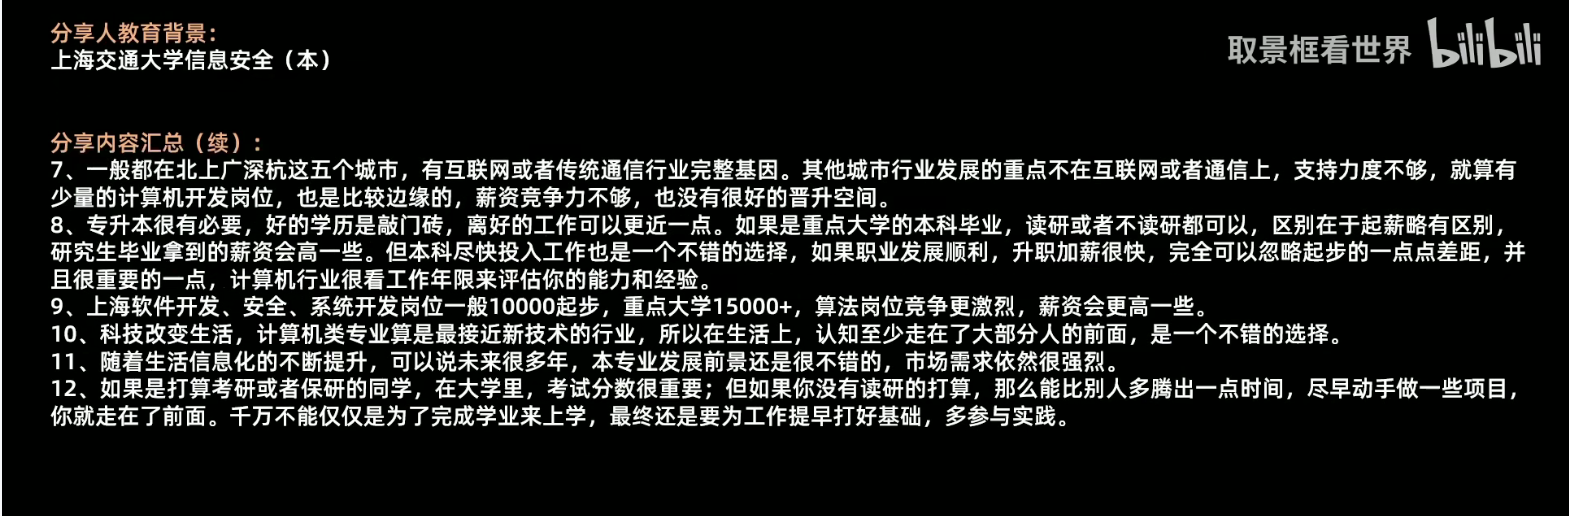 分享人教育背景：
上海交通大学信息安全（本）
取景框看世界 bilibili
分享内容汇总（续）：
7、一般都在北上广深杭这五个城市，有互联网或者传统通信行业完整基因。其他城市行业发展的重点不在互联网或者通信上，支持力度不够，就算有
少量的计算机开发岗位，也是比较边缘的，薪资竞争力不够，也没有很好的晋升空间。
8、专升本很有必要，好的学历是敲门砖，离好的工作可以更近一点。如果是重点大学的本科毕业，读研或者不读研都可以，区别在于起薪略有区别，
研究生毕业拿到的薪资会高一些。但本科尽快投入工作也是一个不错的选择，如果职业发展顺利，升职加薪很快，完全可以忽略起步的一点点差距，并
且很重要的一点，计算机行业很看工作年限来评估你的能力和经验。
9、上海软件开发、安全、系统开发岗位一般10000起步，重点大学15000+，算法岗位竞争更激烈，薪资会更高一些。
10、科技改变生活，计算机类专业算是最接近新技术的行业，所以在生活上，认知至少走在了大部分人的前面，是一个不错的选择。
11、随着生活信息化的不断提升，可以说未来很多年，本专业发展前景还是很不错的，市场需求依然很强烈。
12、如果是打算考研或者保研的同学，在大学里，考试分数很重要；但如果你没有读研的打算，那么能比别人多腾出一点时间，尽早动手做一些项目，
你就走在了前面。千万不能仅仅是为了完成学业来上学，最终还是要为工作提早打好基础，多参与实践。